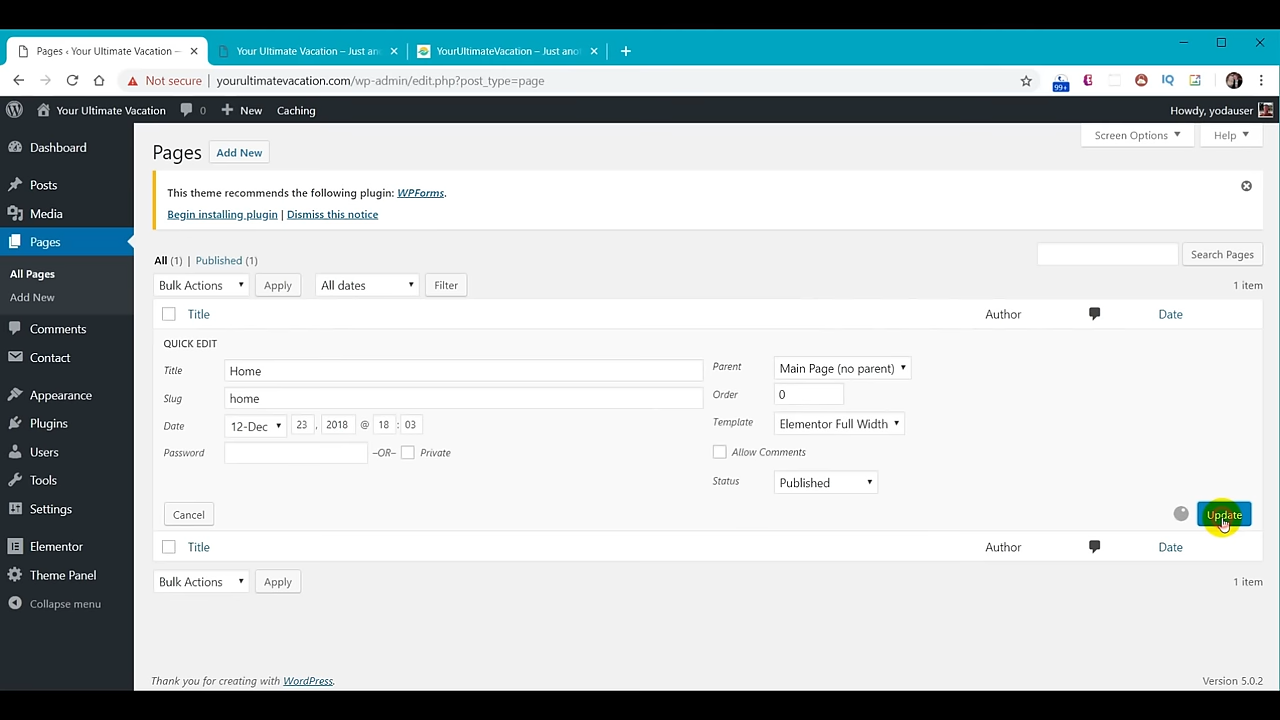 Pages ‹ Your Ultimate Vacation —
Your Ultimate Vacation – Just an
YourUltimateVacation – Just anot
Not secure | yourultimatevacation.com/wp-admin/edit.php?post_type=page
99+
IQ
Your Ultimate Vacation 0 New Caching Howdy, yodauser
Screen Options Help
Dashboard
Posts
Media
Pages
All Pages
Add New
Comments
Contact
Appearance
Plugins
Users
Tools
Settings
Elementor
Theme Panel
Collapse menu
Pages Add New
This theme recommends the following plugin: WPForms.
Begin installing plugin | Dismiss this notice
All (1) | Published (1)
Search Pages
Bulk Actions Apply All dates Filter 1 item
Title Author Date
QUICK EDIT
Title Home
Slug home
Date 12-Dec 23 , 2018 @ 18 : 03
Password –OR– Private
Parent Main Page (no parent)
Order 0
Template Elementor Full Width
Allow Comments
Status Published
Cancel Update
Title Author Date
Bulk Actions Apply 1 item
Thank you for creating with WordPress. Version 5.0.2